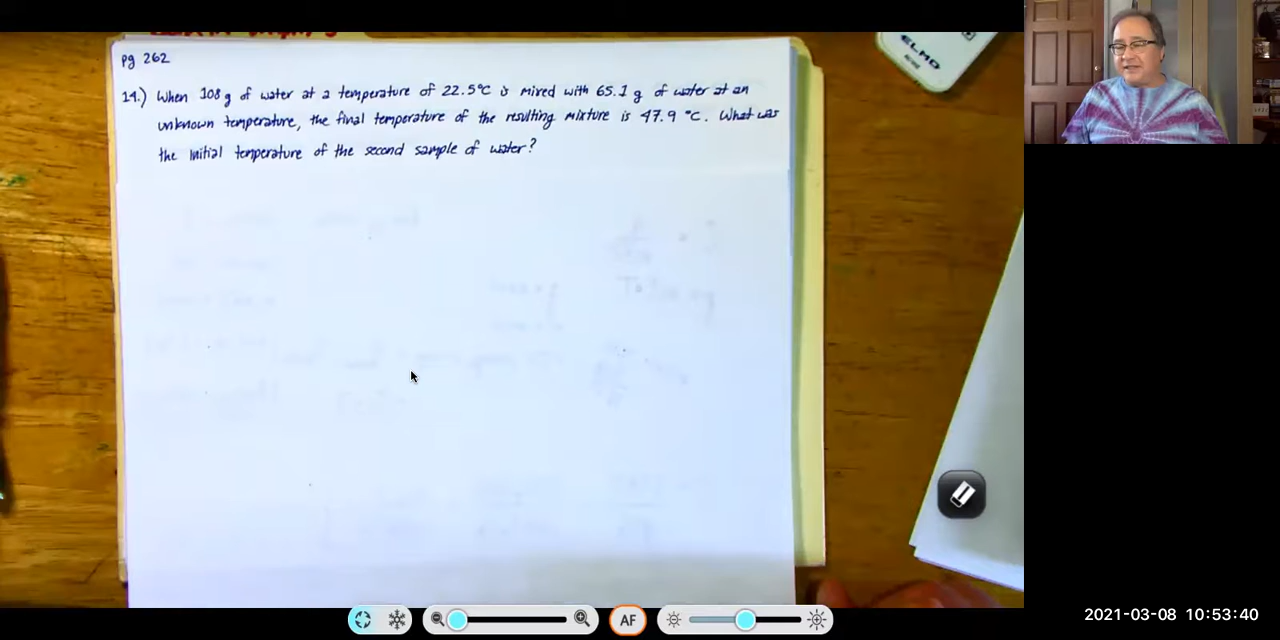 pg 262
14.) When 108 g of water at a temperature of 22.5°C is mixed with 65.1 g of water at an
unknown temperature, the final temperature of the resulting mixture is 47.9 °C. What was
the initial temperature of the second sample of water?
ELMO
AF
2021-03-08 10:53:40